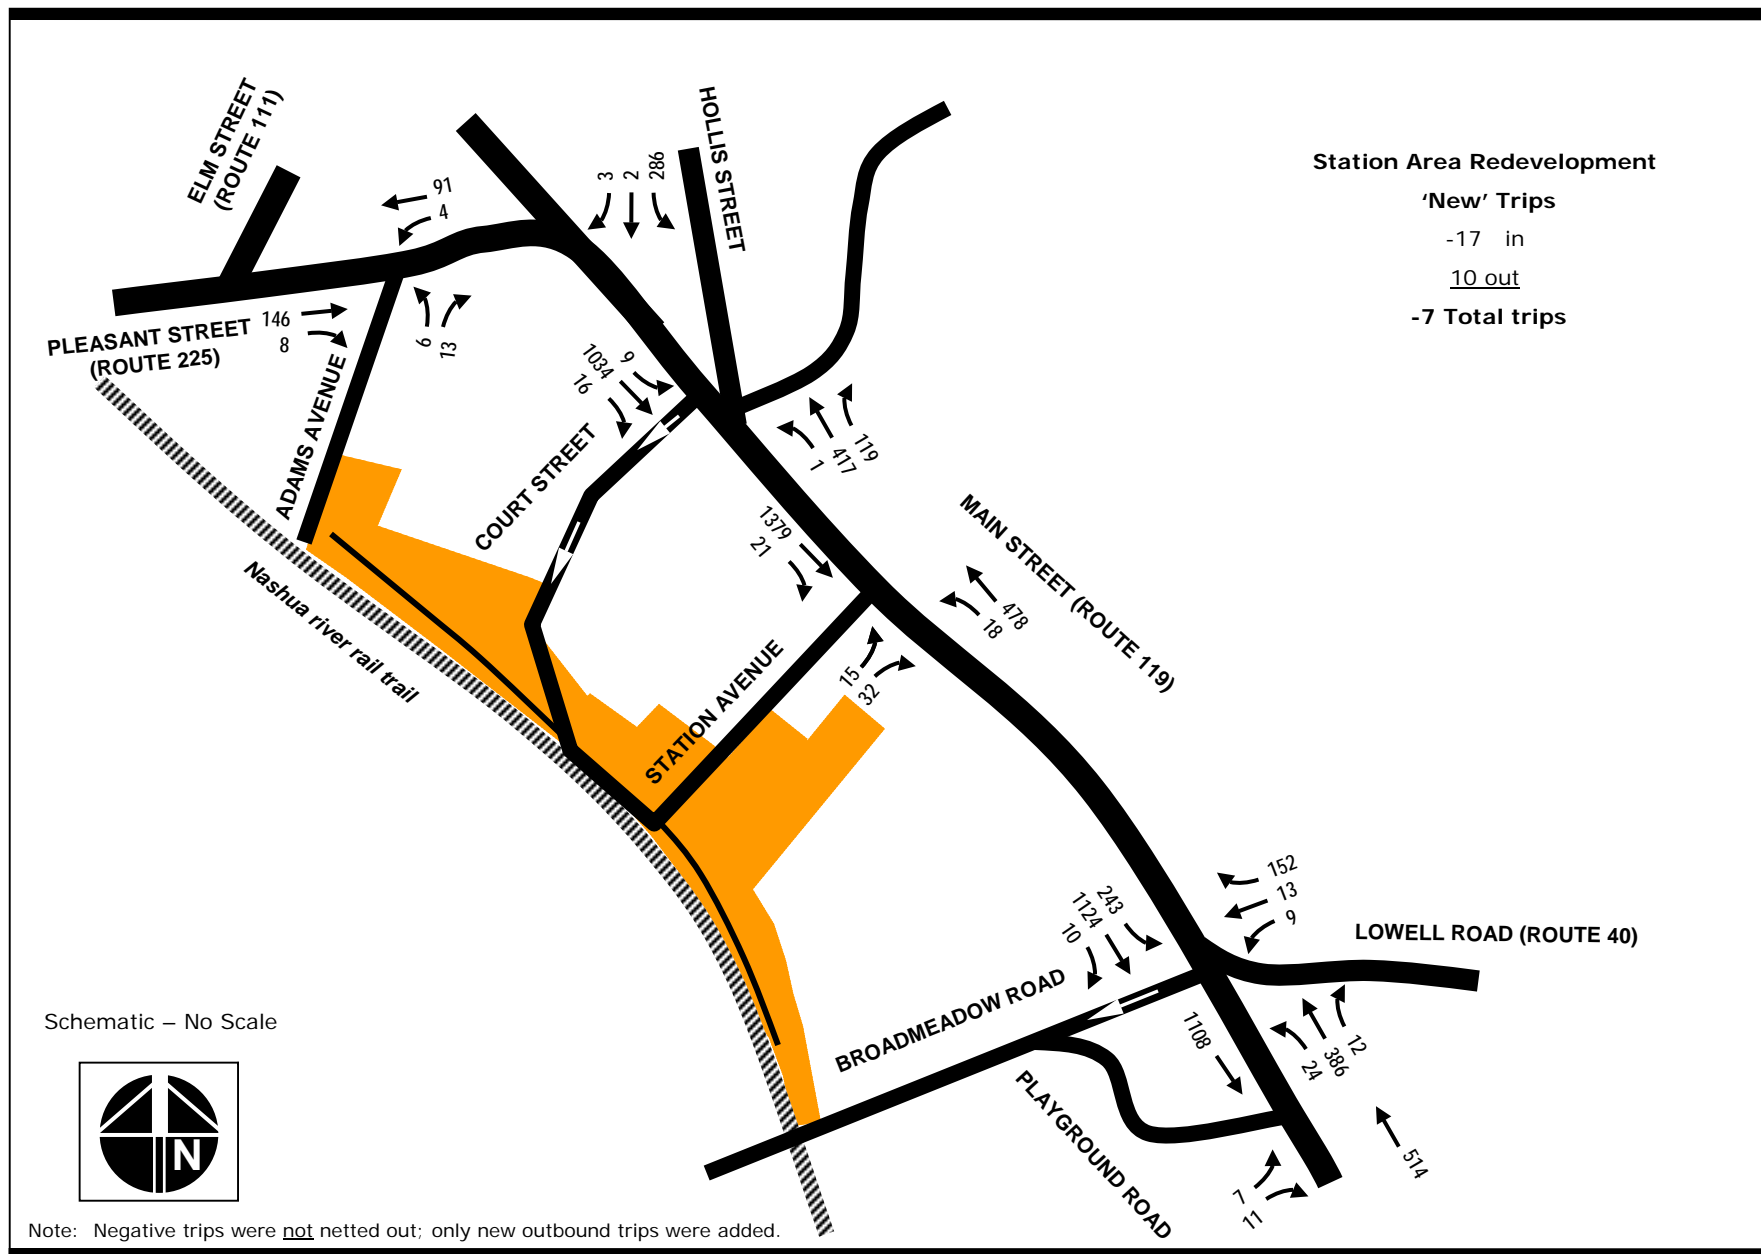 ELM STREET
(ROUTE 111)
HOLLIS STREET
3
2
286
91
4
Station Area Redevelopment
‘New’ Trips
-17 in
10 out
-7 Total trips
PLEASANT STREET
(ROUTE 225)
146
8
6
13
ADAMS AVENUE
9
1034
16
COURT STREET
1
417
119
1379
21
MAIN STREET (ROUTE 119)
478
18
Nashua river rail trail
STATION AVENUE
15
32
152
13
9
243
1124
10
LOWELL ROAD (ROUTE 40)
BROADMEADOW ROAD
1108
12
386
24
PLAYGROUND ROAD
514
7
11
Schematic – No Scale
N
Note: Negative trips were not netted out; only new outbound trips were added.